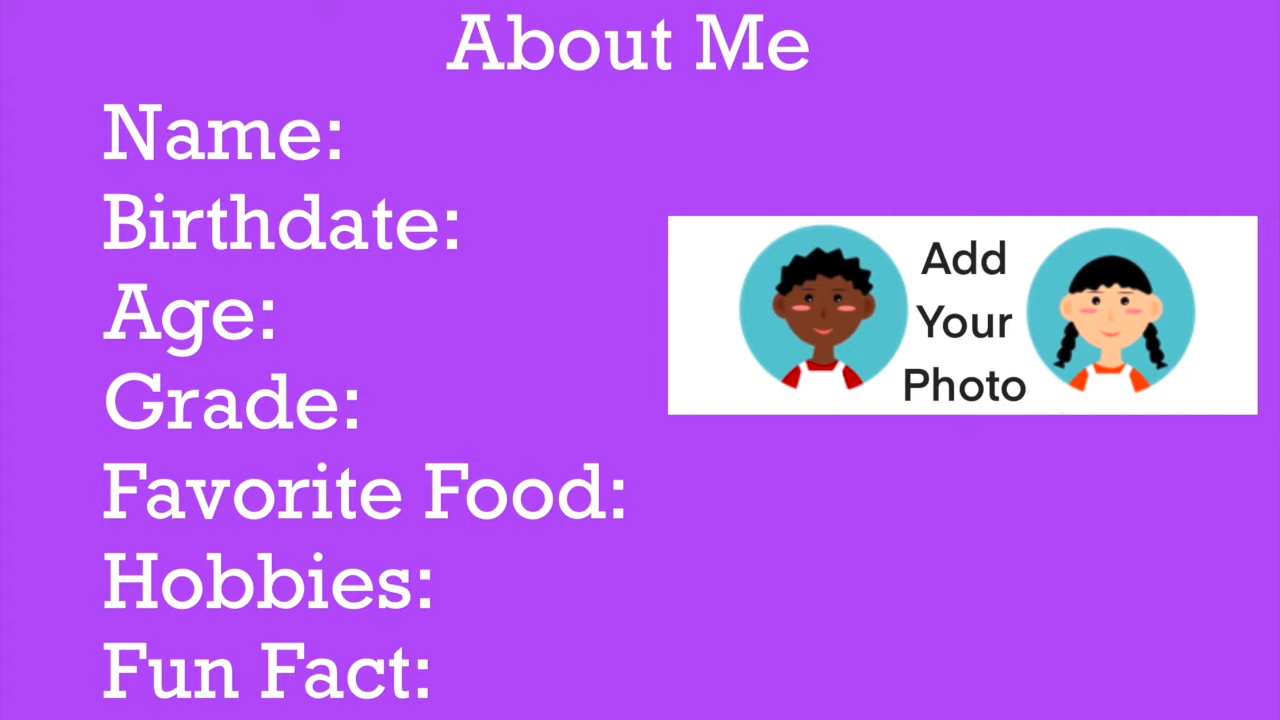 About Me
Name:
Birthdate:
Age:
Grade:
Favorite Food:
Hobbies:
Fun Fact:
Add
Your
Photo